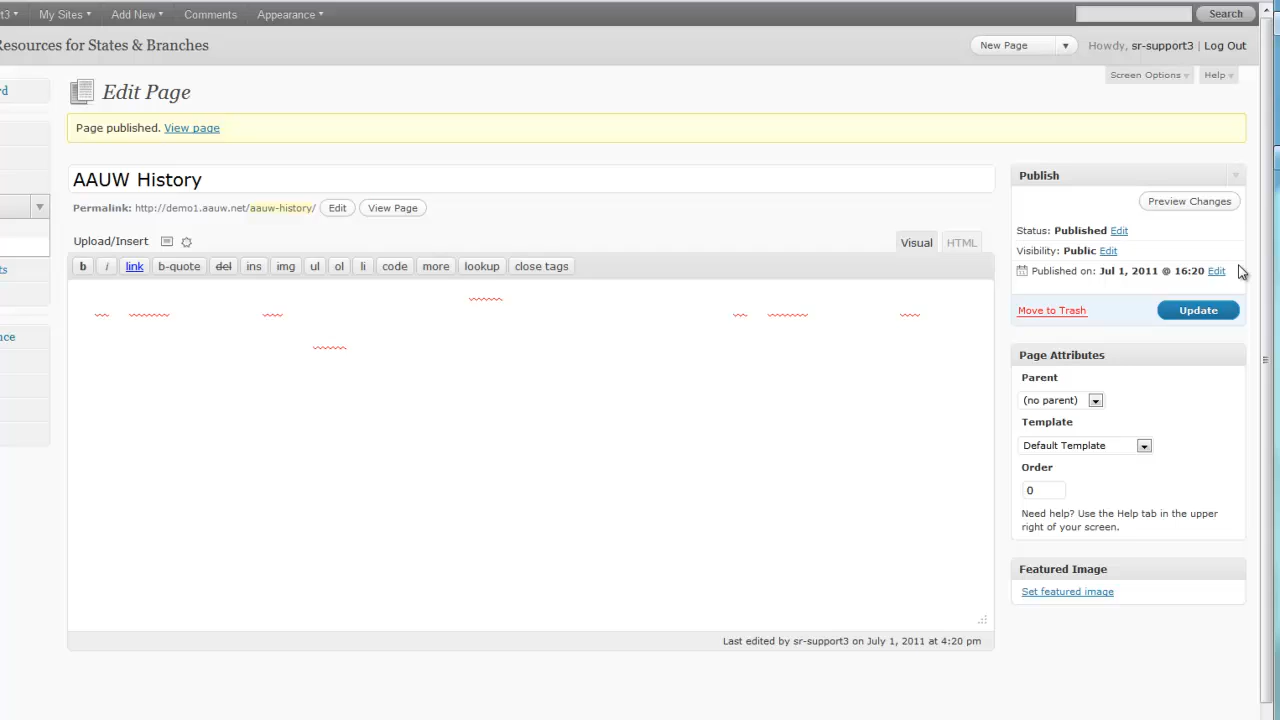 t3 My Sites Add New Comments Appearance Search
Resources for States & Branches New Page Howdy, sr-support3 | Log Out
Screen Options Help
rd
Edit Page
Page published. View page
AAUW History
Permalink: http://demo1.aauw.net/aauw-history/ Edit View Page
Upload/Insert Visual HTML
b i link b-quote del ins img ul ol li code more lookup close tags
ts
ce
Last edited by sr-support3 on July 1, 2011 at 4:20 pm
Publish
Preview Changes
Status: Published Edit
Visibility: Public Edit
Published on: Jul 1, 2011 @ 16:20 Edit
Move to Trash Update
Page Attributes
Parent
(no parent)
Template
Default Template
Order
0
Need help? Use the Help tab in the upper
right of your screen.
Featured Image
Set featured image